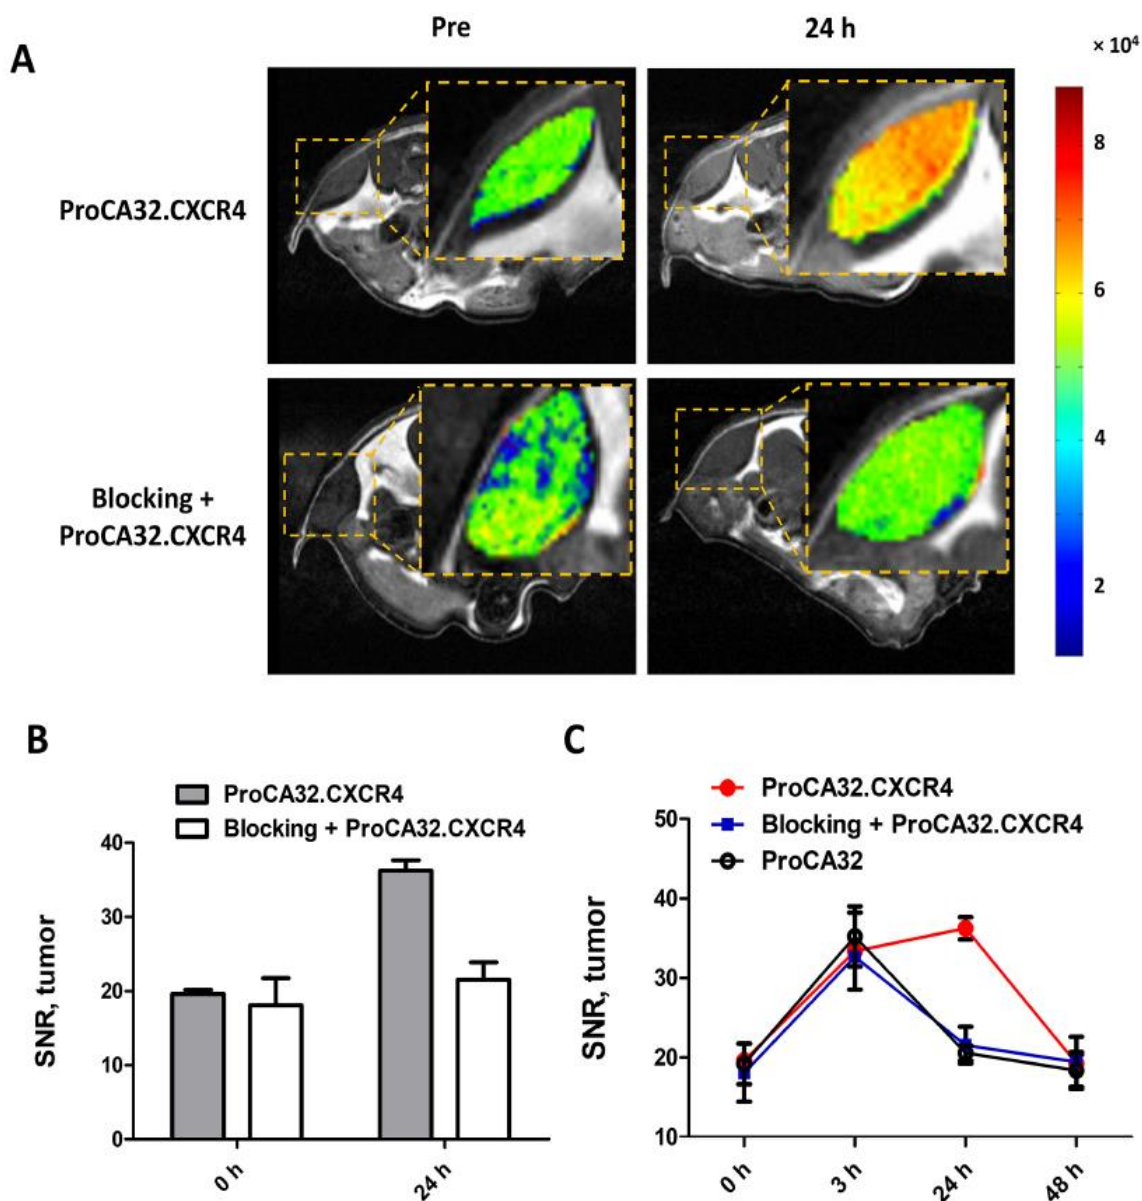 A
Pre
24 h
× 10⁴
ProCA32.CXCR4
Blocking +
ProCA32.CXCR4
8
6
4
2
B
ProCA32.CXCR4
Blocking + ProCA32.CXCR4
SNR, tumor
40
30
20
10
0
0 h
24 h
C
ProCA32.CXCR4
Blocking + ProCA32.CXCR4
ProCA32
SNR, tumor
50
40
30
20
10
0 h
3 h
24 h
48 h